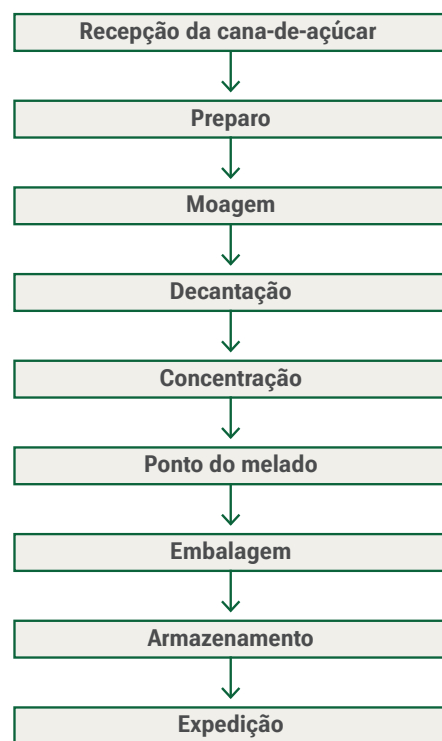 Recepção da cana-de-açúcar
Preparo
Moagem
Decantação
Concentração
Ponto do melado
Embalagem
Armazenamento
Expedição